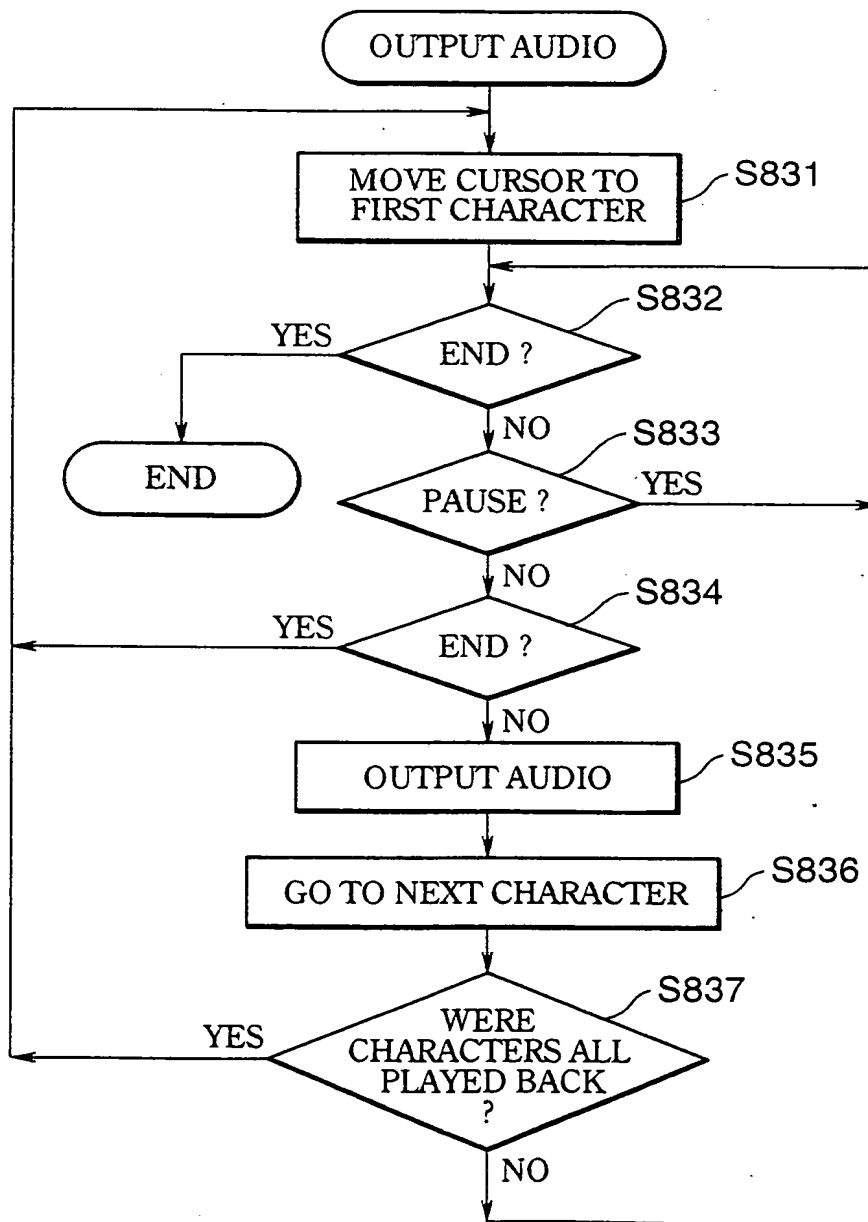 OUTPUT AUDIO
MOVE CURSOR TO
FIRST CHARACTER
S831
S832
YES
END ?
NO
S833
END
PAUSE ?
YES
NO
S834
YES
END ?
NO
OUTPUT AUDIO
S835
GO TO NEXT CHARACTER
S836
S837
YES
WERE
CHARACTERS ALL
PLAYED BACK
?
NO